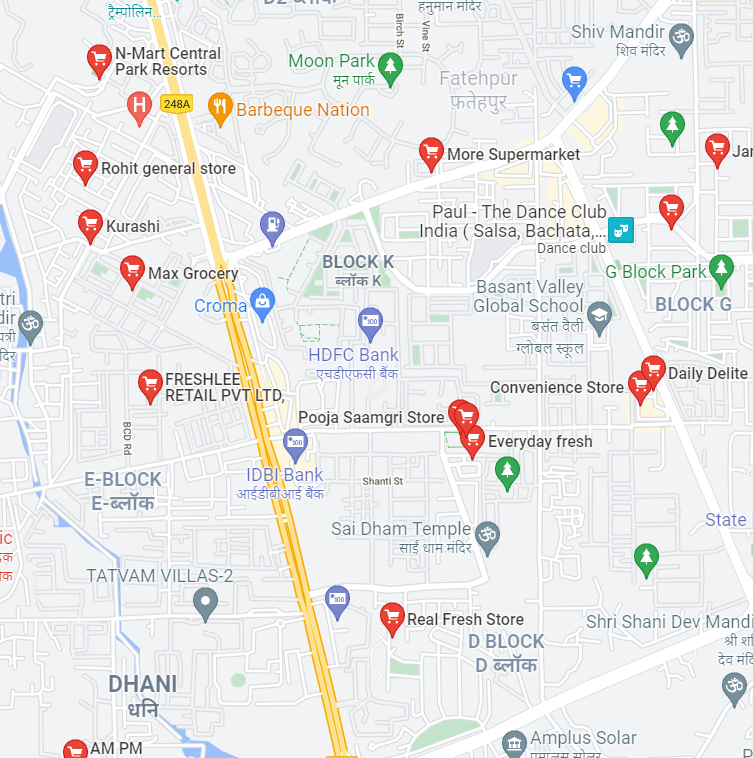 ट्रैम्पोलिन...
D2 ब्लॉक
हनुमान मंदिर
Birch St
Vine St
N-Mart Central
Park Resorts
Moon Park
मून पार्क
Shiv Mandir
शिव मंदिर
Fatehpur
फ़तेहपुर
H
248A
Barbeque Nation
More Supermarket
Rohit general store
Kurashi
Paul - The Dance Club
India ( Salsa, Bachata,...
Dance club
BLOCK K
ब्लॉक K
Max Grocery
G Block Park
Basant Valley
Global School
बसंत वैली
ग्लोबल स्कूल
BLOCK G
Croma
HDFC Bank
एचडीएफसी बैंक
FRESHLEE
RETAIL PVT LTD,
Convenience Store
Daily Delite
Pooja Saamgri Store
Everyday fresh
BCD Rd
IDBI Bank
आईडीबीआई बैंक
E-BLOCK
E-ब्लॉक
Shanti St
State
Sai Dham Temple
साईं धाम मंदिर
TATVAM VILLAS-2
Real Fresh Store
Shri Shani Dev Mandi
D BLOCK
D ब्लॉक
देव मंदि
DHANI
धनि
AM PM
Amplus Solar
एमप्लस सोलर